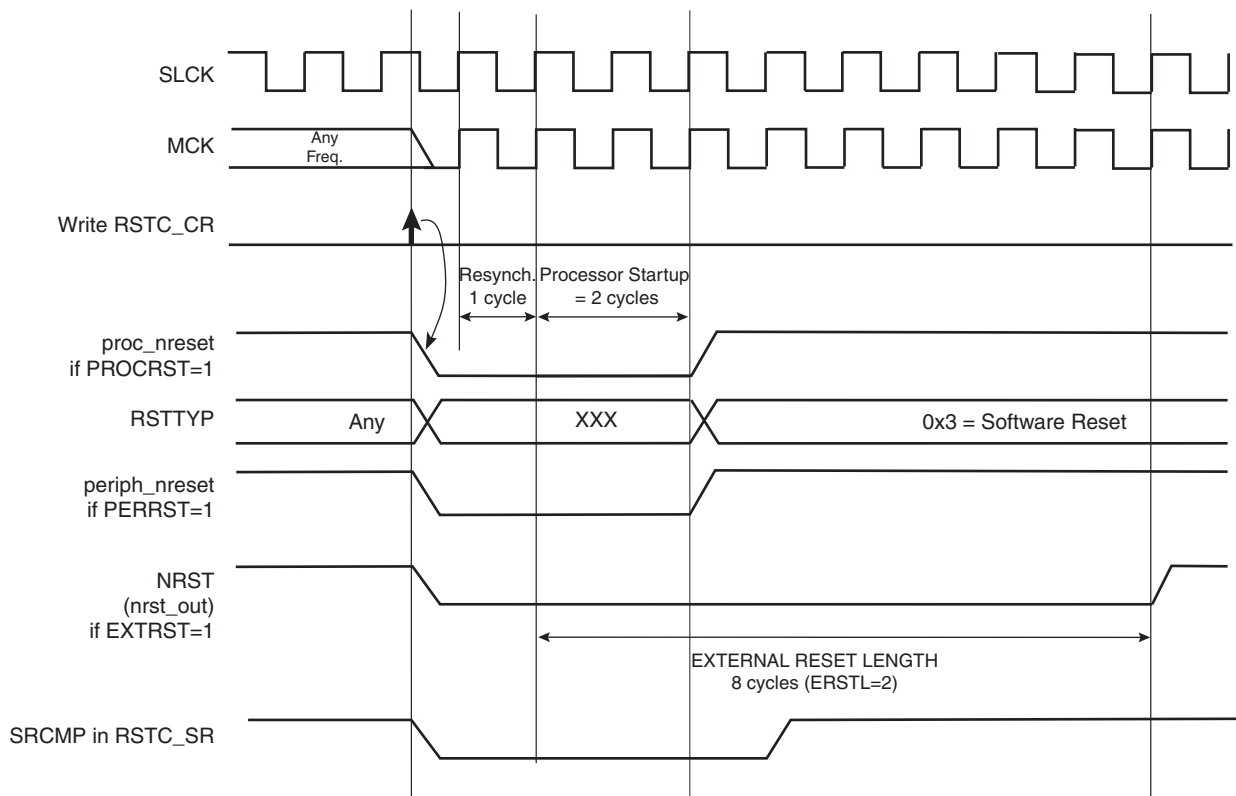 SLCK
MCK
Any
Freq.
Write RSTC_CR
Resynch.
1 cycle
Processor Startup
= 2 cycles
proc_nreset
if PROCRST=1
RSTTYP
Any
XXX
0x3 = Software Reset
periph_nreset
if PERRST=1
NRST
(nrst_out)
if EXTRST=1
EXTERNAL RESET LENGTH
8 cycles (ERSTL=2)
SRCMP in RSTC_SR